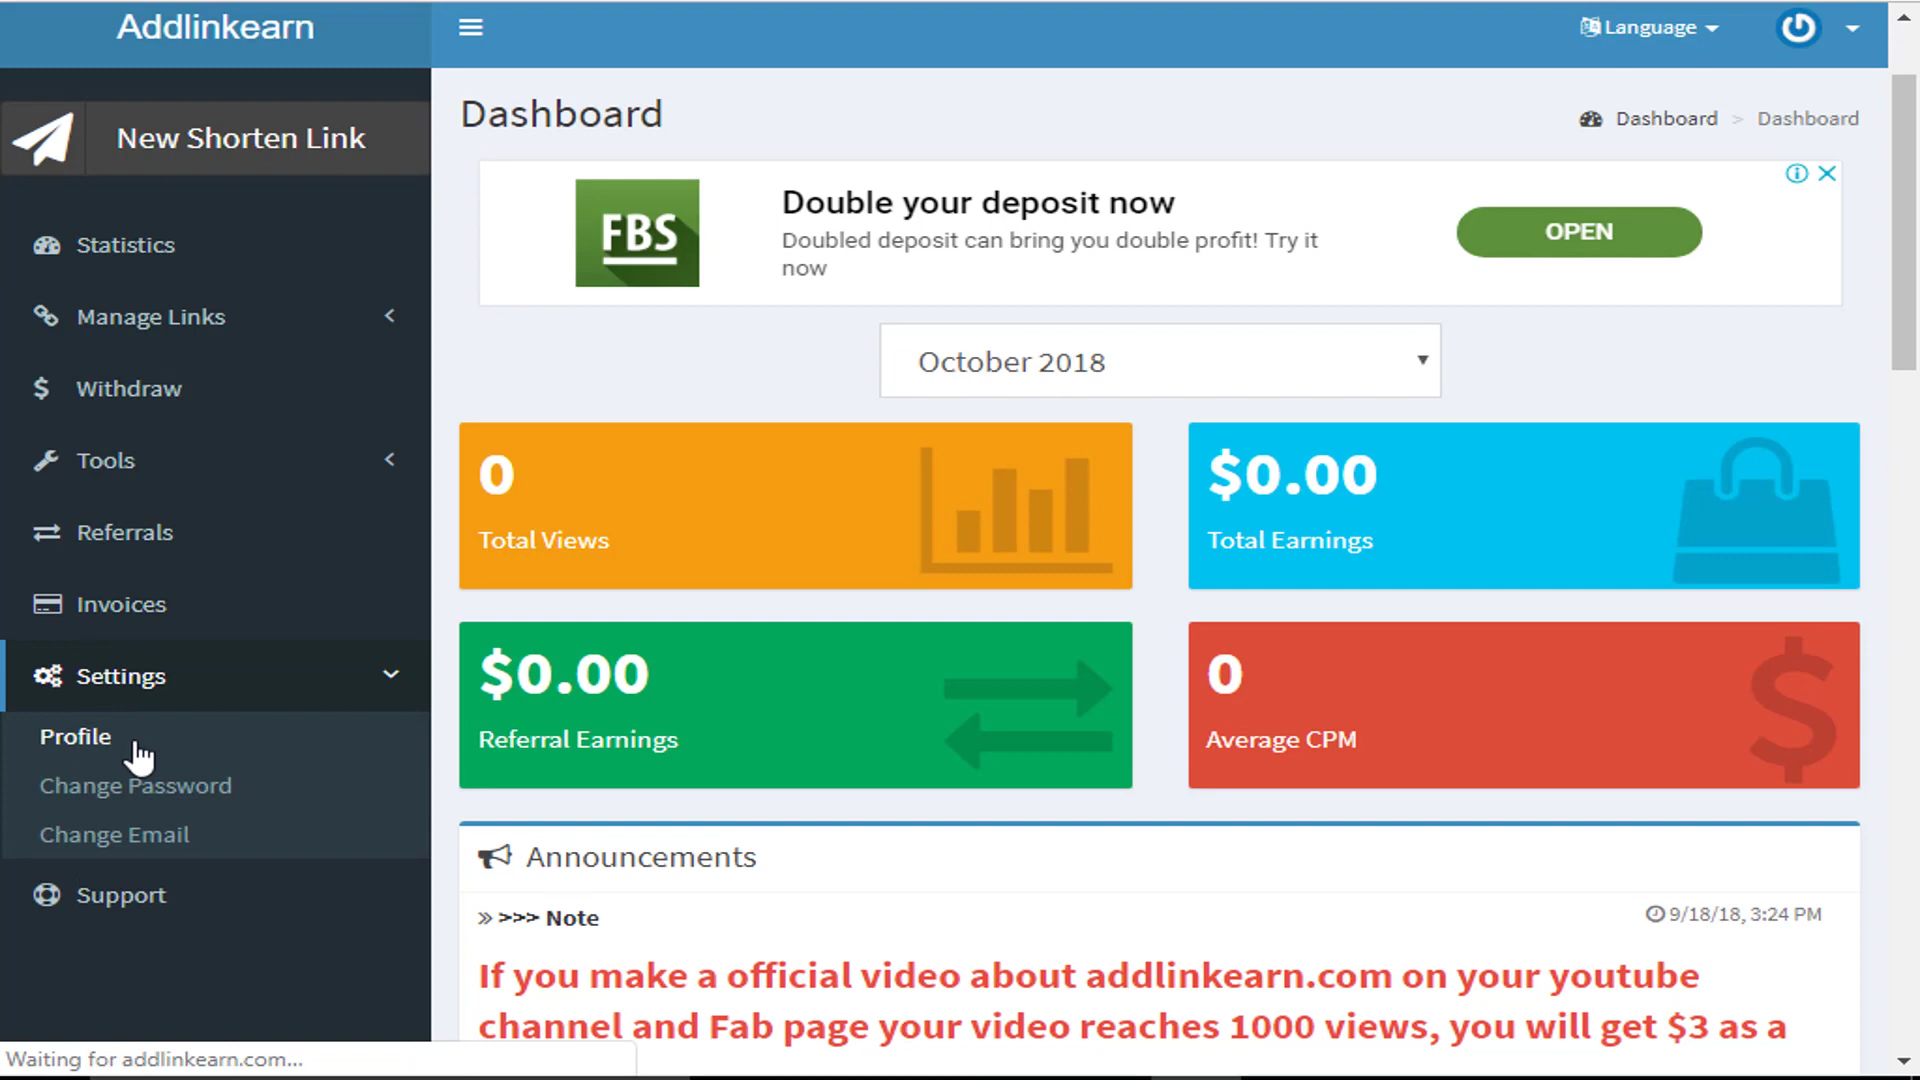 Addlinkearn
Language
New Shorten Link
Statistics
Manage Links
Withdraw
Tools
Referrals
Invoices
Settings
Profile
Change Password
Change Email
Support
Dashboard
Dashboard > Dashboard
FBS
Double your deposit now
Doubled deposit can bring you double profit! Try it
now
OPEN
October 2018
0
Total Views
$0.00
Total Earnings
$0.00
Referral Earnings
0
Average CPM
Announcements
» >>> Note
9/18/18, 3:24 PM
If you make a official video about addlinkearn.com on your youtube
channel and Fab page your video reaches 1000 views, you will get $3 as a
Waiting for addlinkearn.com...